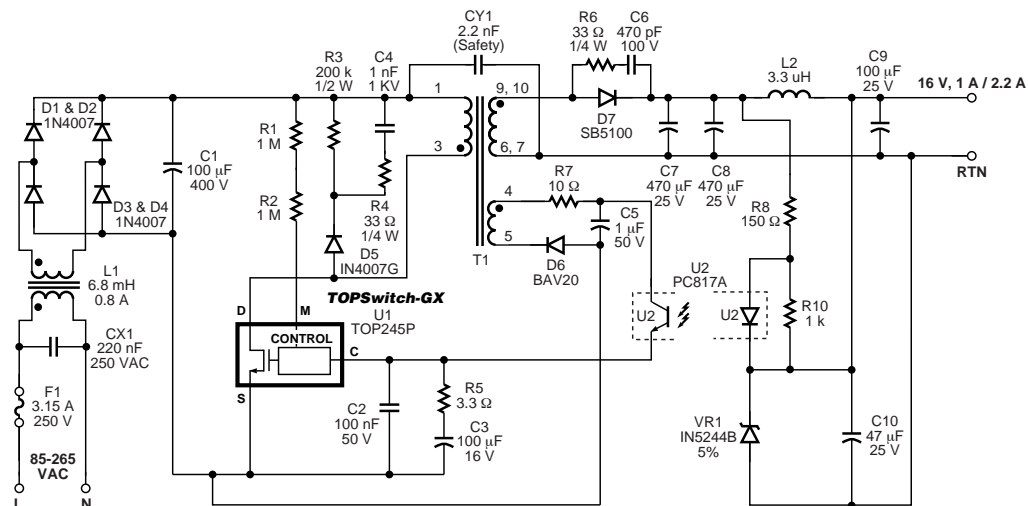 CY1
2.2 nF
(Safety)
R6
33 Ω
1/4 W
C6
470 pF
100 V
R3
200 k
1/2 W
C4
1 nF
1 KV
L2
3.3 uH
C9
100 µF
25 V
16 V, 1 A / 2.2 A
D1 & D2
1N4007
1
9, 10
D7
SB5100
R1
1 M
C1
100 µF
400 V
3
6, 7
RTN
R2
1 M
D3 & D4
1N4007
R4
33 Ω
1/4 W
R7
10 Ω
C7
470 µF
25 V
C8
470 µF
25 V
R8
150 Ω
4
C5
1 µF
50 V
5
D5
IN4007G
T1
D6
BAV20
L1
6.8 mH
0.8 A
TOPSwitch-GX
U1
TOP245P
U2
PC817A
D
M
CONTROL
C
S
U2
U2
R10
1 k
CX1
220 nF
250 VAC
F1
3.15 A
250 V
R5
3.3 Ω
C2
100 nF
50 V
C3
100 µF
16 V
VR1
IN5244B
5%
C10
47 µF
25 V
85-265
VAC
L
N